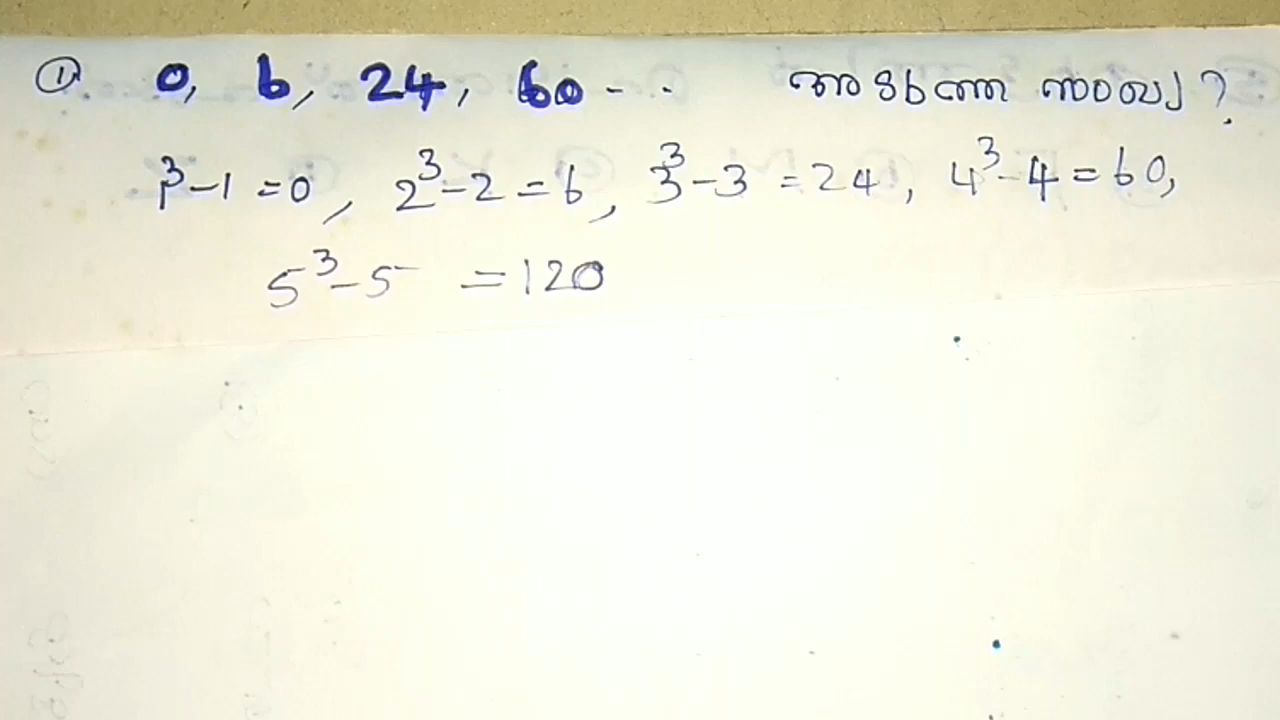 ① 0, 6, 24, 60 - - അടുത്ത സംഖ്യ ?
1³-1 =0, 2³-2 =6, 3³-3 =24, 4³-4=60,
5³-5 =120